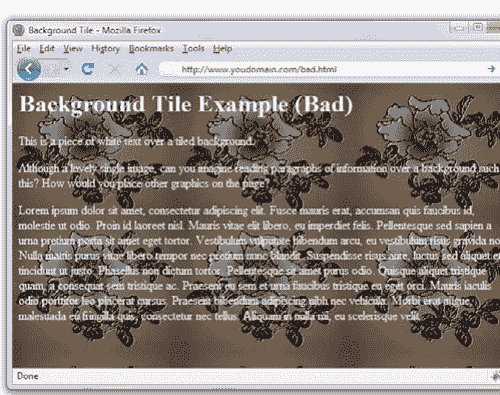 Background Tile - Mozilla Firefox
File Edit View History Bookmarks Tools Help
http://www.youdomain.com/bad.html
Background Tile Example (Bad)
This is a piece of white text over a tiled background.
Although a lovely single image, can you imagine reading paragraphs of information over a background such
this? How would you place other graphics on the page?
Lorem ipsum dolor sit amet, consectetur adipiscing elit. Fusce mauris erat, accumsan quis faucibus id,
molestie ut odio. Proin id laoreet nisl. Mauris vitae elit libero, eu imperdiet felis. Pellentesque sed sapien a
urna pretium porta sit amet eget tortor. Vestibulum vulputate bibendum arcu, eu vestibulum risus gravida
Nulla mattis purus vitae libero tempor nec pretium mi blandit. Suspendisse risus ante, luctus sed aliquet
tincidunt ut justo. Phasellus non dictum tortor. Pellentesque sit amet purus odio. Quisque aliquet tristique
quam, a consequat sem tristique ac. Praesent eu sem et urna faucibus tristique eu eget orci. Mauris iaculis
odio porttitor leo placerat cursus. Praesent bibendum adipiscing nibh nec vehicula. Morbi erat augue,
malesuada eu fringilla quis, consectetur nec tellus. Aliquam in nulla mi, eu scelerisque velit.
Done